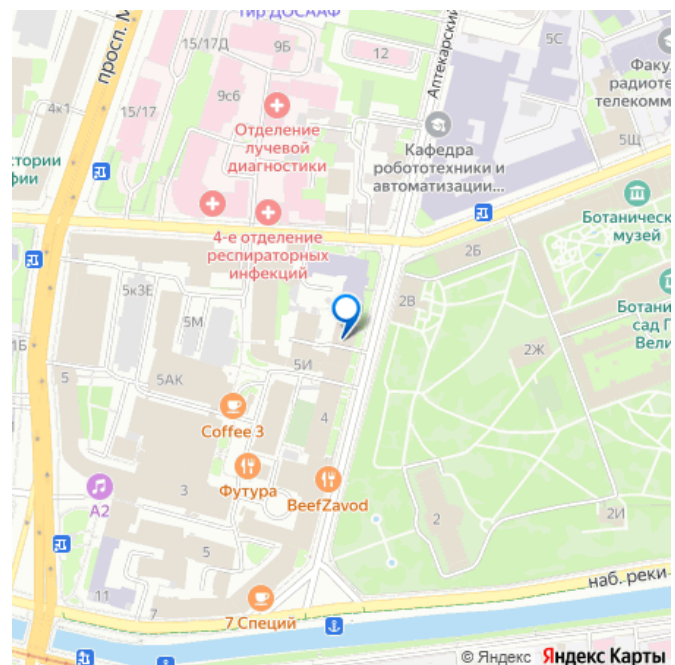 Тир ДОСААФ
просп. М
15/17Д
9Б
12
5С
Аптекарский
4к1
15/17
9с6
Факу
радиоте
телекомм
Отделение
лучевой
диагностики
Кафедра
робототехники и
автоматизации...
5Щ
стории
фии
4-е отделение
респираторных
инфекций
Ботаническ
музей
2Б
5к3Е
2В
5М
Ботани
сад П
Вели
1Б
5
5АК
5И
2Ж
Coffee 3
4
Футура
BeefZavod
А2
3
2
2И
5
11
7
7 Специй
наб. реки
© Яндекс Яндекс Карты